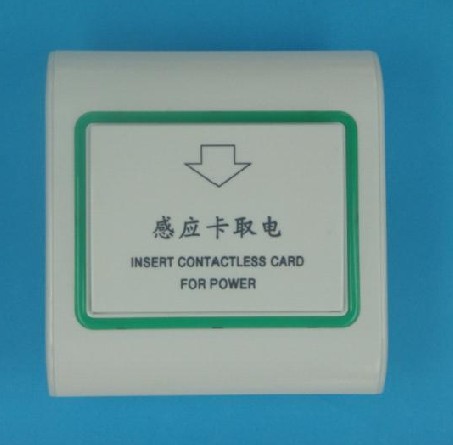 感应卡取电
INSERT CONTACTLESS CARD
FOR POWER